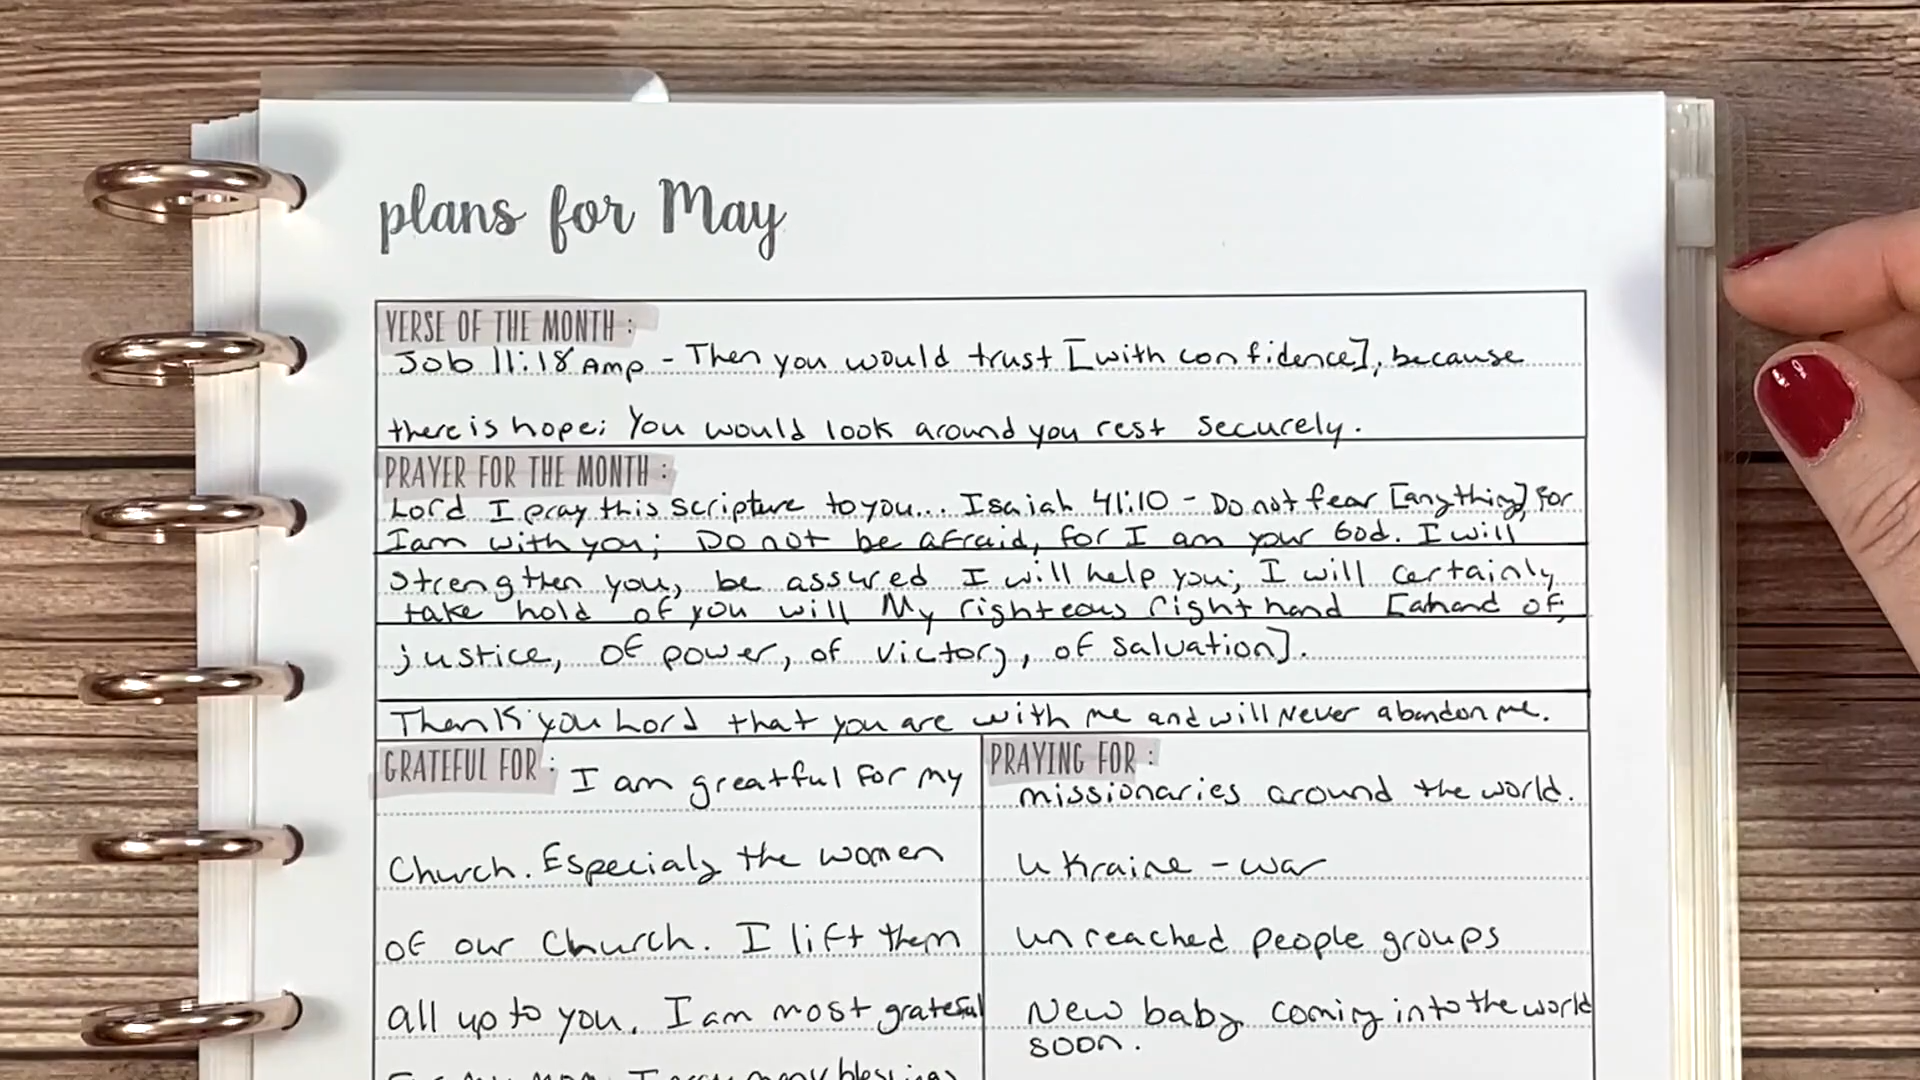 plans for May
VERSE OF THE MONTH :
Job 11:18 Amp - Then you would trust [with confidence], because
there is hope; You would look around you rest securely.
PRAYER FOR THE MONTH :
Lord I pray this scripture to you... Isaiah 41:10 - Do not fear [anything], for
I am with you; Do not be afraid, for I am your God. I will
strengthen you, be assured I will help you; I will certainly
take hold of you will My righteous right hand [a hand of
justice, of power, of victory, of salvation].
Thank you Lord that you are with me and will Never abandon me.
GRATEFUL FOR : I am greatful for my
Church. Especialy the women
of our Church. I lift them
all up to you. I am most grateful
for my mom. I pray many blessings
PRAYING FOR :
missionaries around the world.
Ukraine - war
unreached people groups
New baby coming into the world
soon.